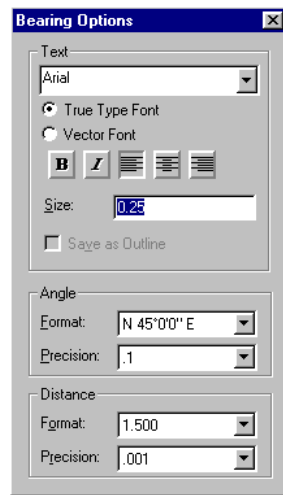 Bearing Options
Text
Arial
True Type Font
Vector Font
B I
Size: 0.25
Save as Outline
Angle
Format: N 45°0'0" E
Precision: .1
Distance
Format: 1.500
Precision: .001